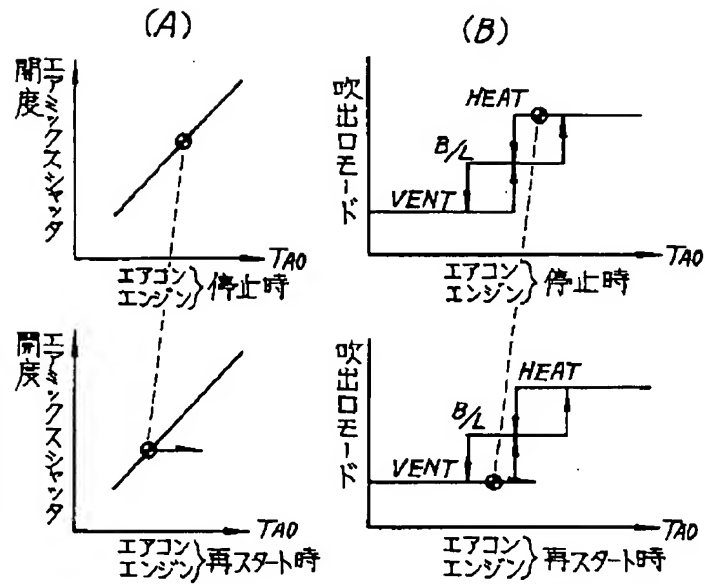 (A)
エアミックスシャッタ
開度
TAO
エアコン
エンジン
}停止時
(B)
吹出口モード
HEAT
B/L
VENT
TAO
エアコン
エンジン
}停止時
エアミックスシャッタ
開度
TAO
エアコン
エンジン
}再スタート時
吹出口モード
HEAT
B/L
VENT
TAO
エアコン
エンジン
}再スタート時